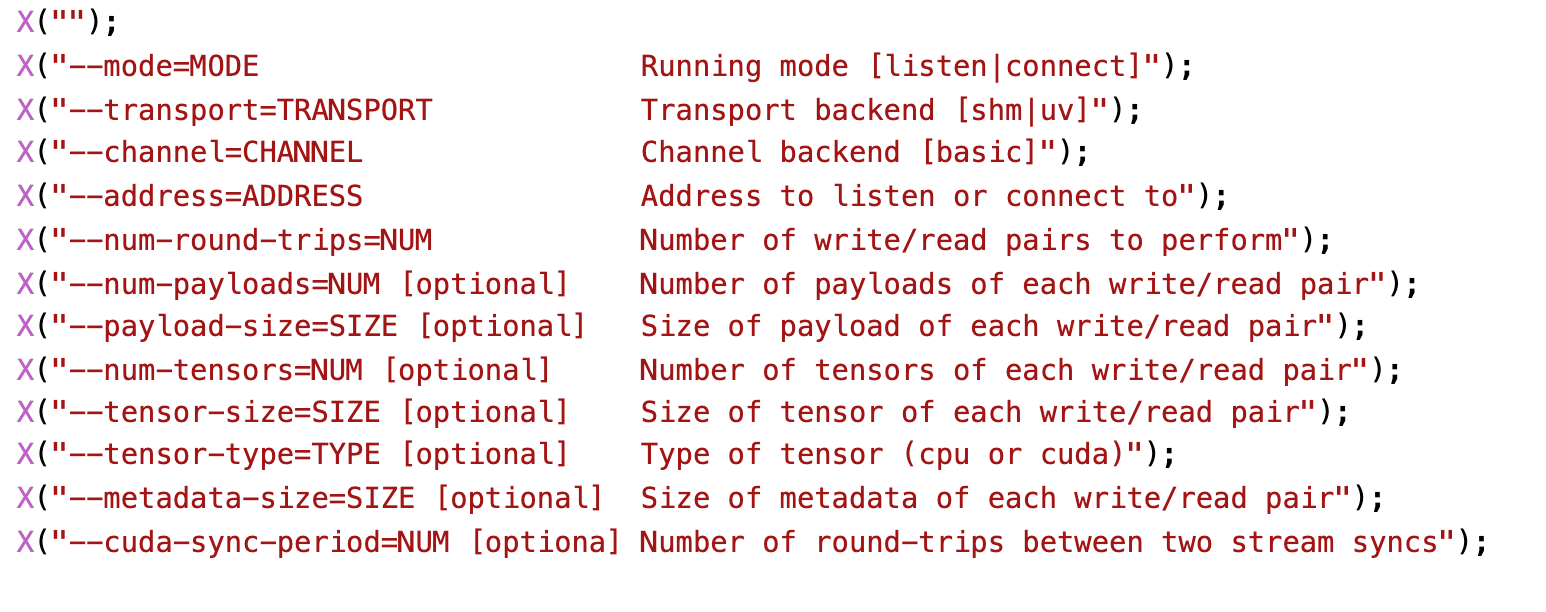 X("");
X("--mode=MODE                      Running mode [listen|connect]");
X("--transport=TRANSPORT            Transport backend [shm|uv]");
X("--channel=CHANNEL                Channel backend [basic]");
X("--address=ADDRESS                Address to listen or connect to");
X("--num-round-trips=NUM            Number of write/read pairs to perform");
X("--num-payloads=NUM [optional]    Number of payloads of each write/read pair");
X("--payload-size=SIZE [optional]   Size of payload of each write/read pair");
X("--num-tensors=NUM [optional]     Number of tensors of each write/read pair");
X("--tensor-size=SIZE [optional]    Size of tensor of each write/read pair");
X("--tensor-type=TYPE [optional]    Type of tensor (cpu or cuda)");
X("--metadata-size=SIZE [optional]  Size of metadata of each write/read pair");
X("--cuda-sync-period=NUM [optiona] Number of round-trips between two stream syncs");